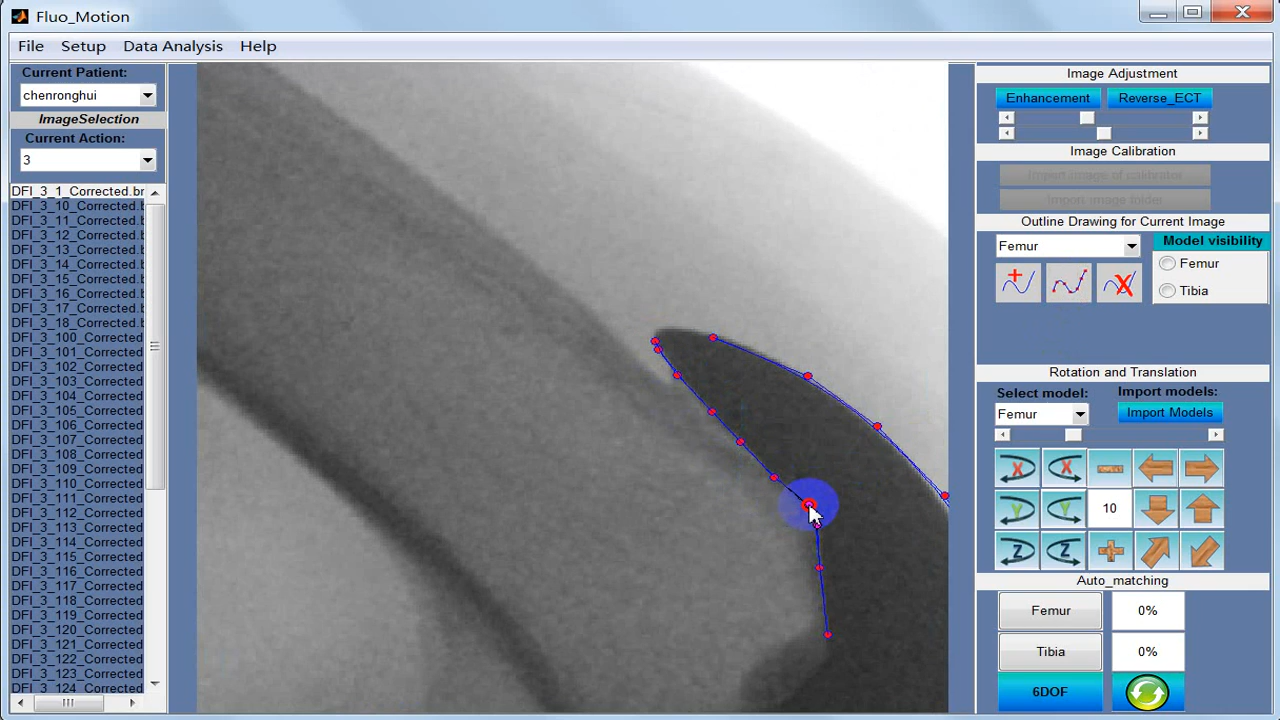 Fluo_Motion
File Setup Data Analysis Help
Current Patient:
chenronghui
ImageSelection
Current Action:
3
DFI_3_1_Corrected.br
DFI_3_10_Corrected.
DFI_3_11_Corrected.
DFI_3_12_Corrected.
DFI_3_13_Corrected.
DFI_3_14_Corrected.
DFI_3_15_Corrected.
DFI_3_16_Corrected.
DFI_3_17_Corrected.
DFI_3_18_Corrected.
DFI_3_100_Corrected
DFI_3_101_Corrected
DFI_3_102_Corrected
DFI_3_103_Corrected
DFI_3_104_Corrected
DFI_3_105_Corrected
DFI_3_106_Corrected
DFI_3_107_Corrected
DFI_3_108_Corrected
DFI_3_109_Corrected
DFI_3_110_Corrected
DFI_3_111_Corrected
DFI_3_112_Corrected
DFI_3_113_Corrected
DFI_3_114_Corrected
DFI_3_115_Corrected
DFI_3_116_Corrected
DFI_3_117_Corrected
DFI_3_118_Corrected
DFI_3_119_Corrected
DFI_3_120_Corrected
DFI_3_121_Corrected
DFI_3_122_Corrected
DFI_3_123_Corrected
DFI_3_124_Corrected
Image Adjustment
Enhancement Reverse_ECT
Image Calibration
Import image of calibrator
Import image folder
Outline Drawing for Current Image
Femur
Model visibility
Femur
Tibia
Rotation and Translation
Select model: Import models:
Femur Import Models
X X
Y Y 10
Z Z
Auto_matching
Femur 0%
Tibia 0%
6DOF